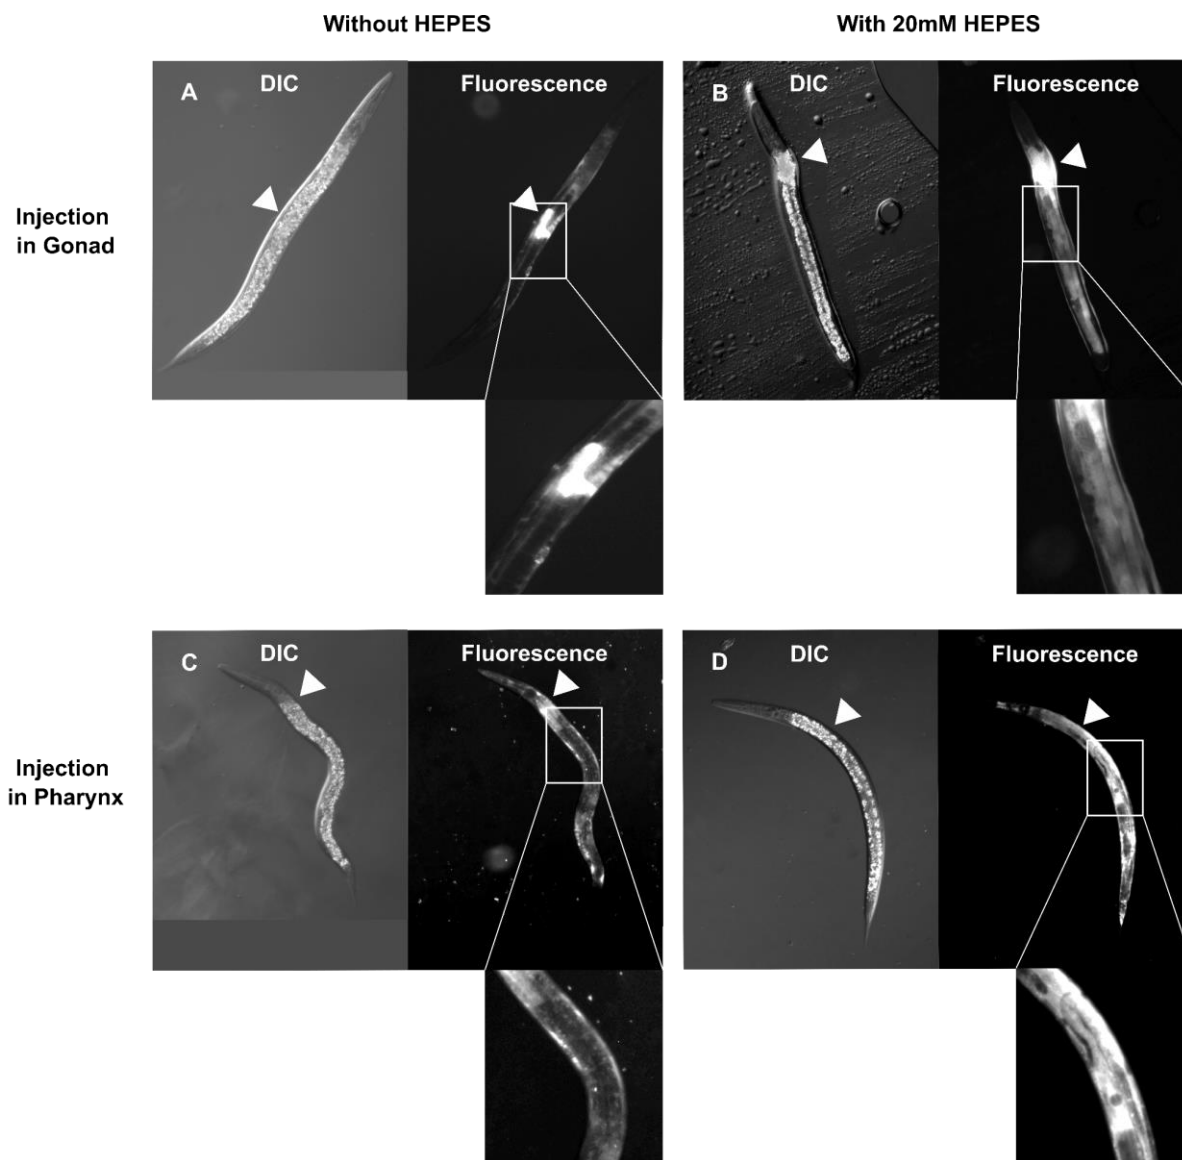 Without HEPES
With 20mM HEPES
A
DIC
Fluorescence
B
DIC
Fluorescence
Injection
in Gonad
C
DIC
Fluorescence
D
DIC
Fluorescence
Injection
in Pharynx